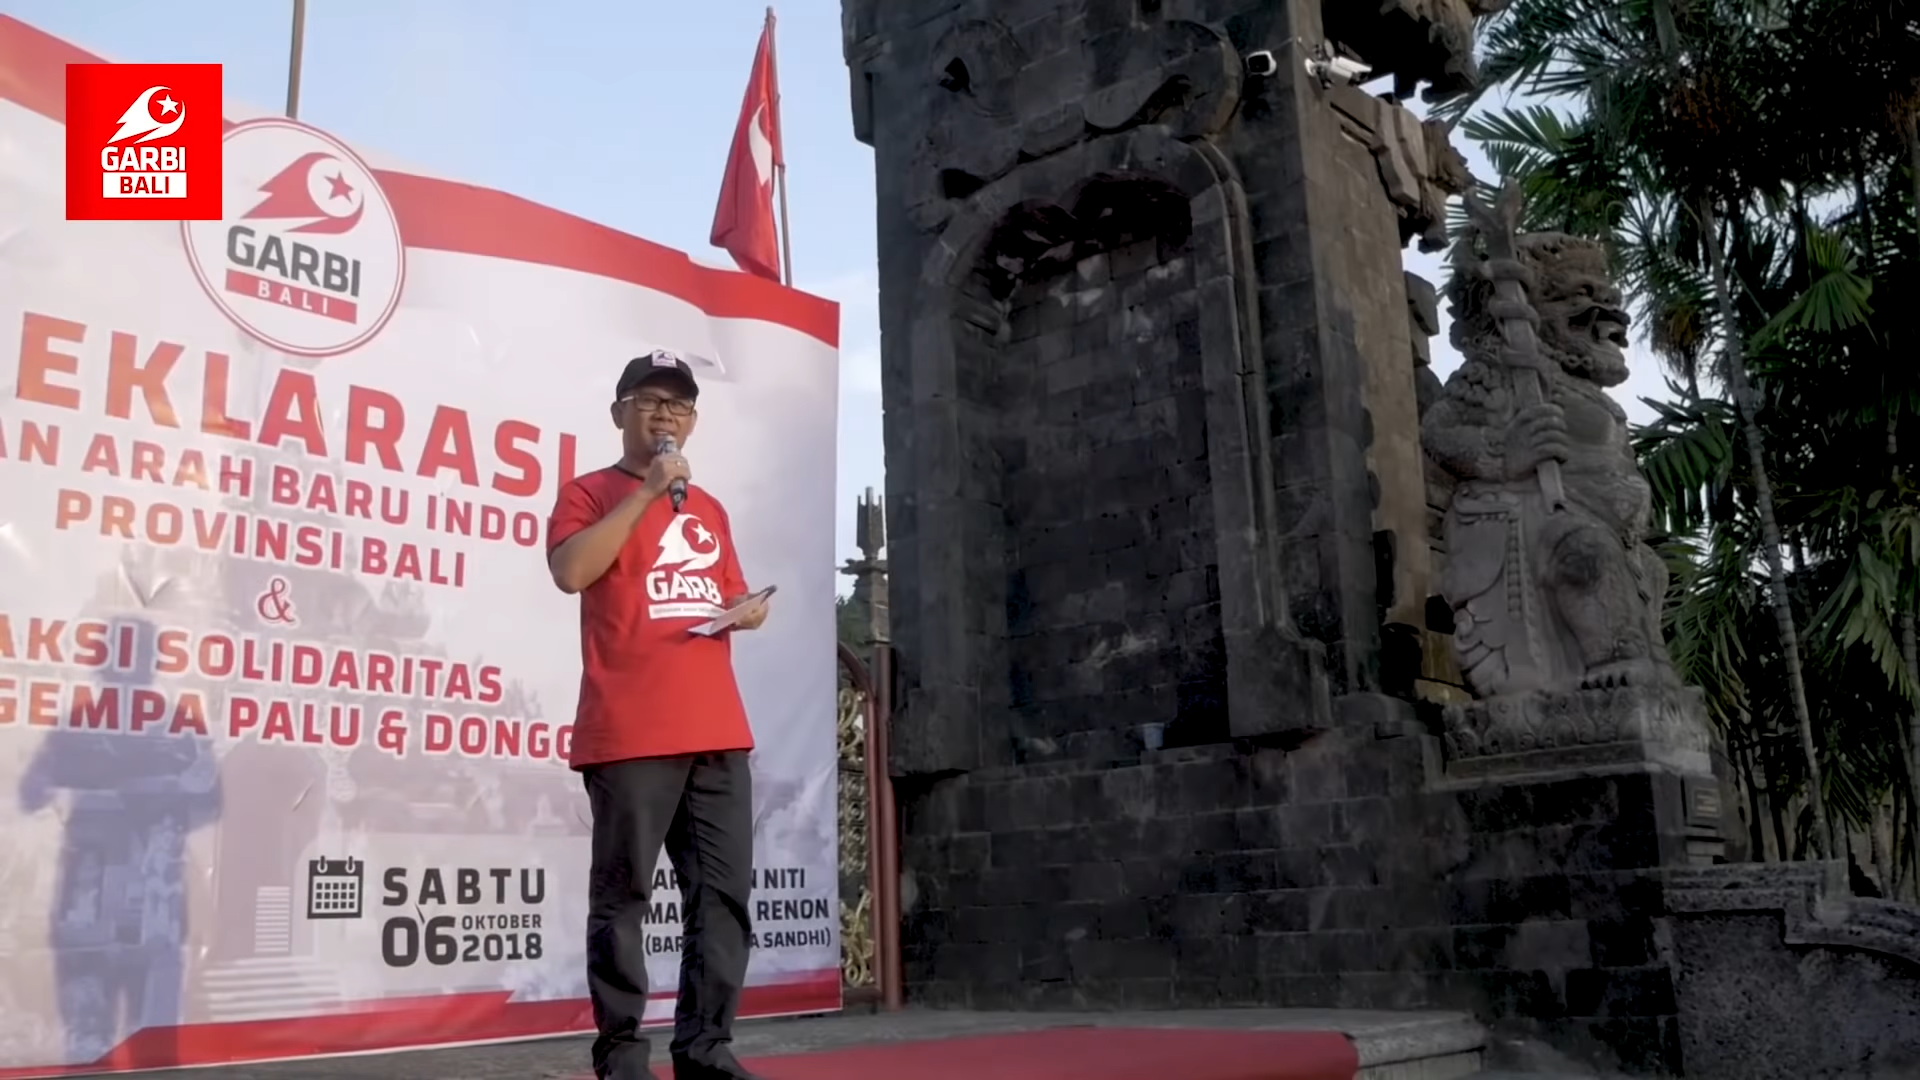 GARBI
BALI
GARBI
BALI
EKLARASI
AN ARAH BARU INDO
PROVINSI BALI
&
AKSI SOLIDARITAS
GEMPA PALU & DONGG
SABTU
06 OKTOBER
2018
NITI
RENON
SANDHI)
GARB